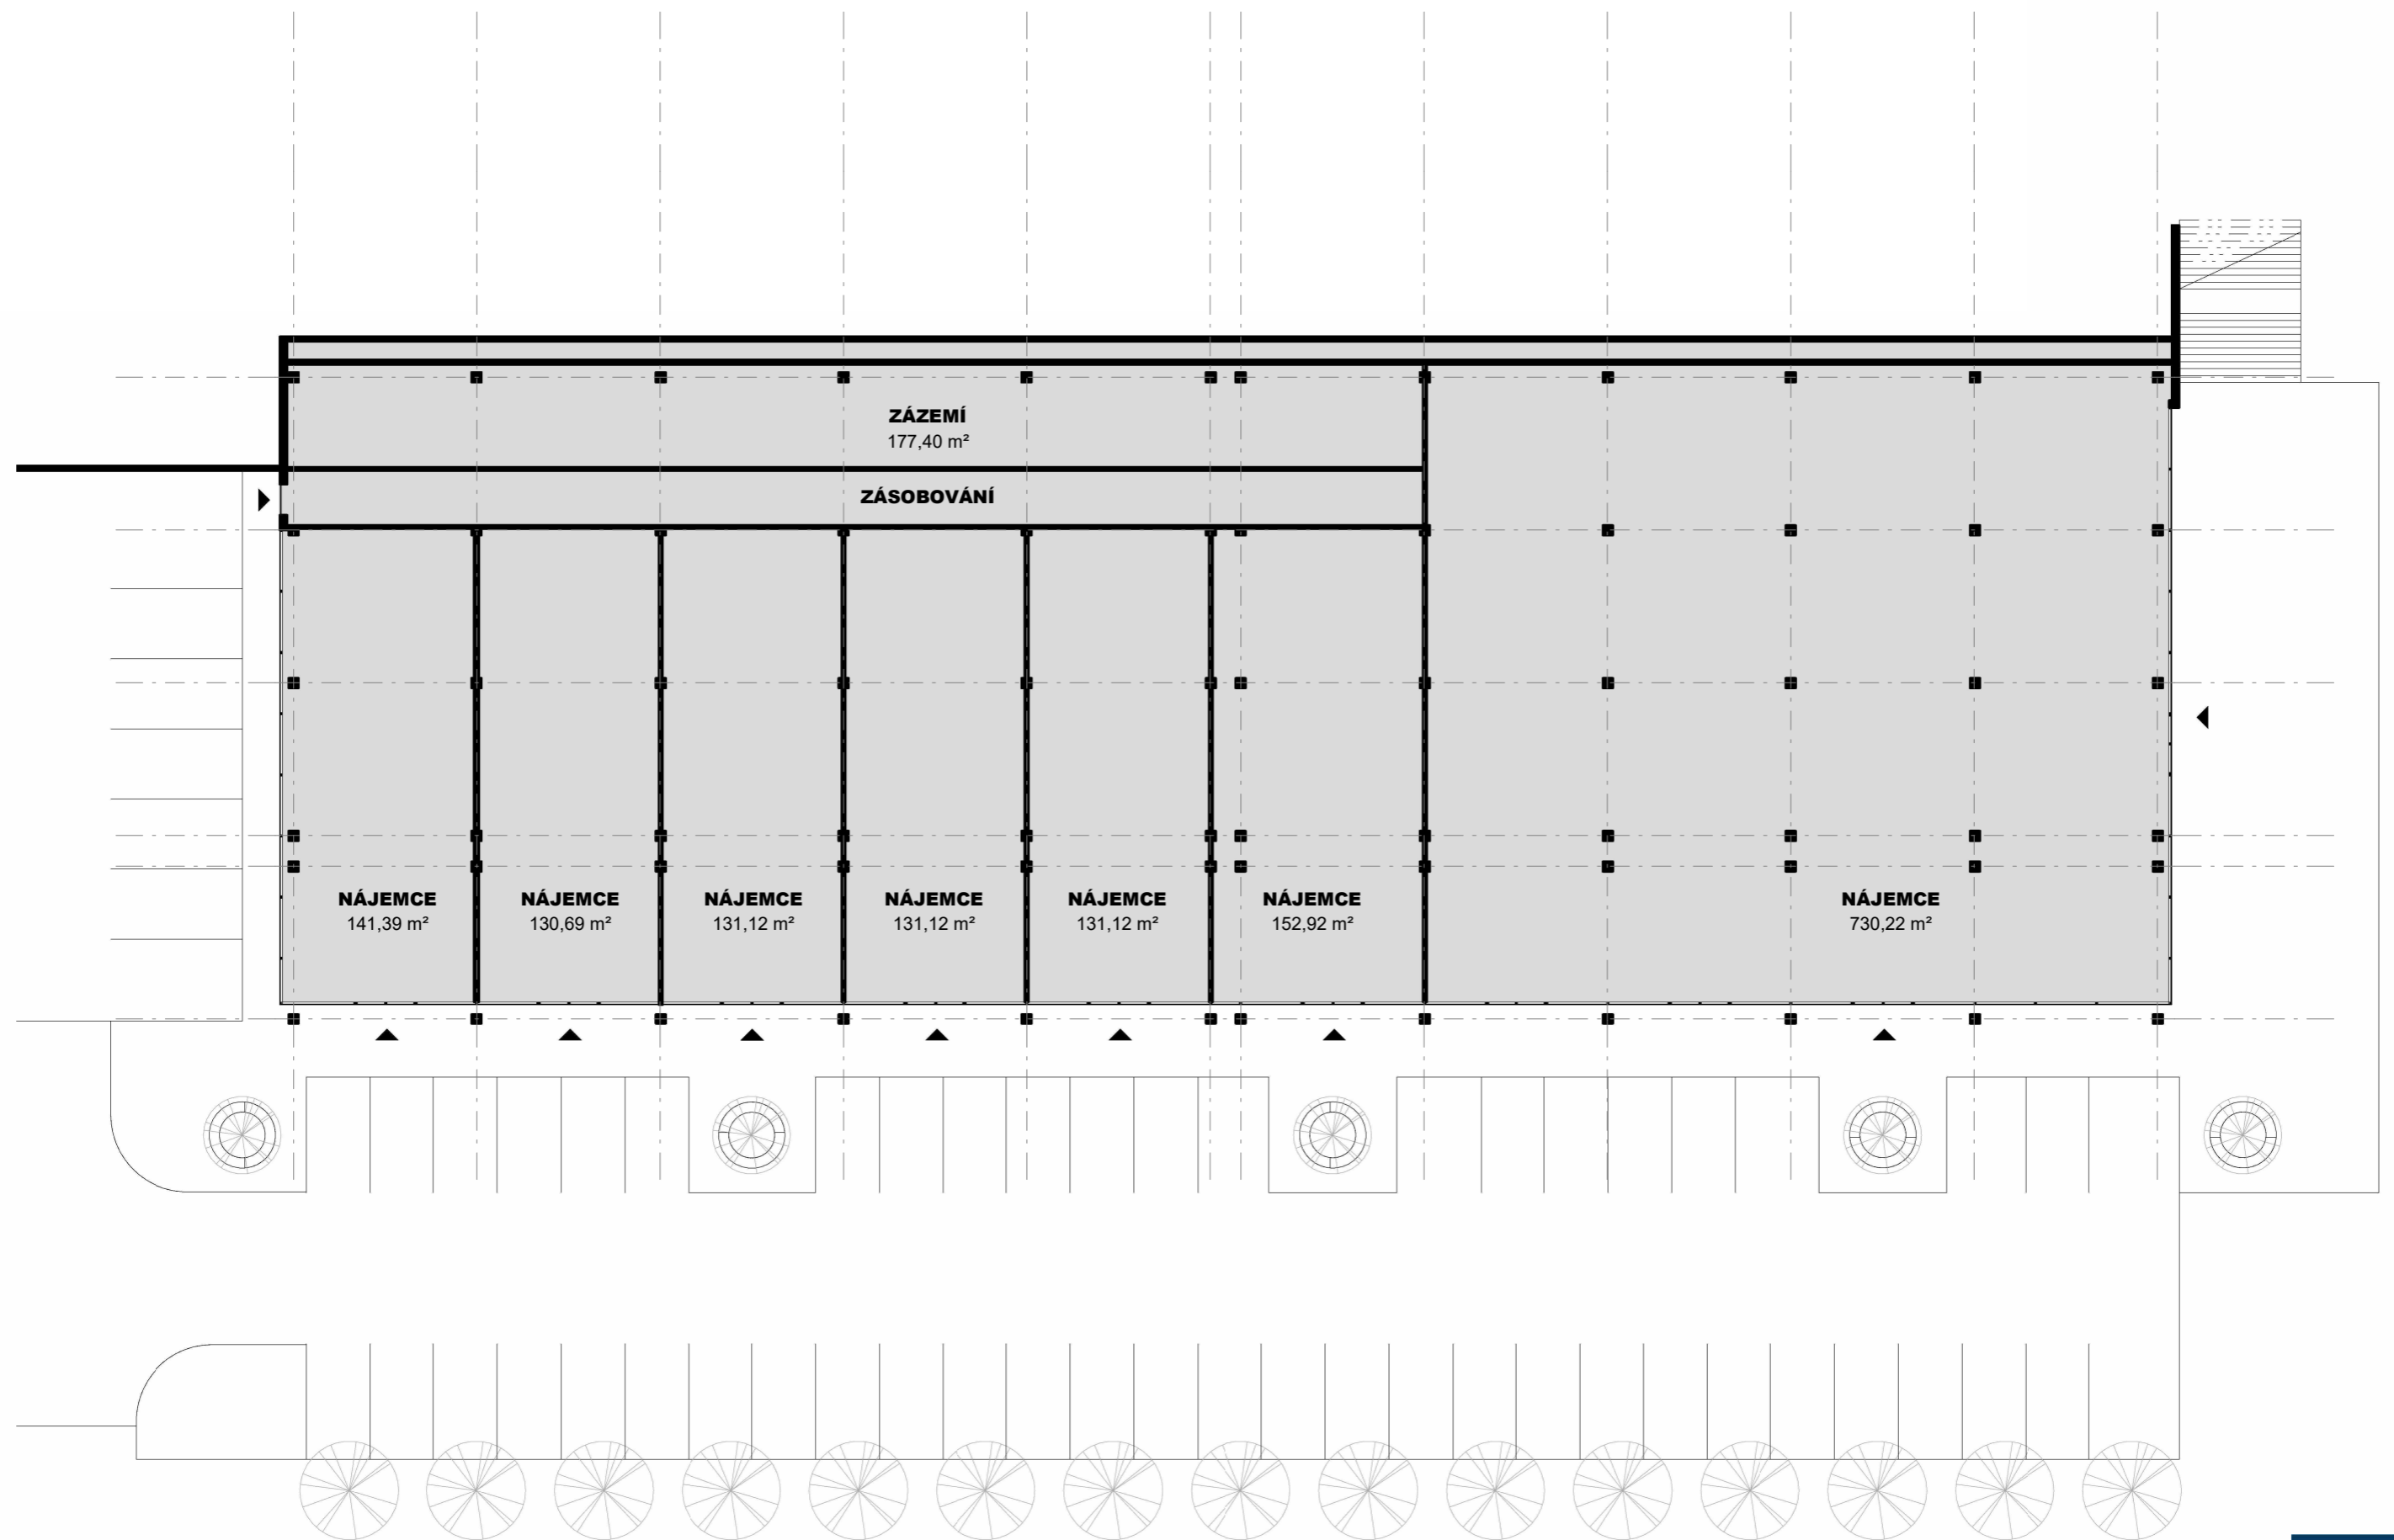 ZÁZEMÍ
177,40 m²
ZÁSOBOVÁNÍ
NÁJEMCE
141,39 m²
NÁJEMCE
130,69 m²
NÁJEMCE
131,12 m²
NÁJEMCE
131,12 m²
NÁJEMCE
131,12 m²
NÁJEMCE
152,92 m²
NÁJEMCE
730,22 m²